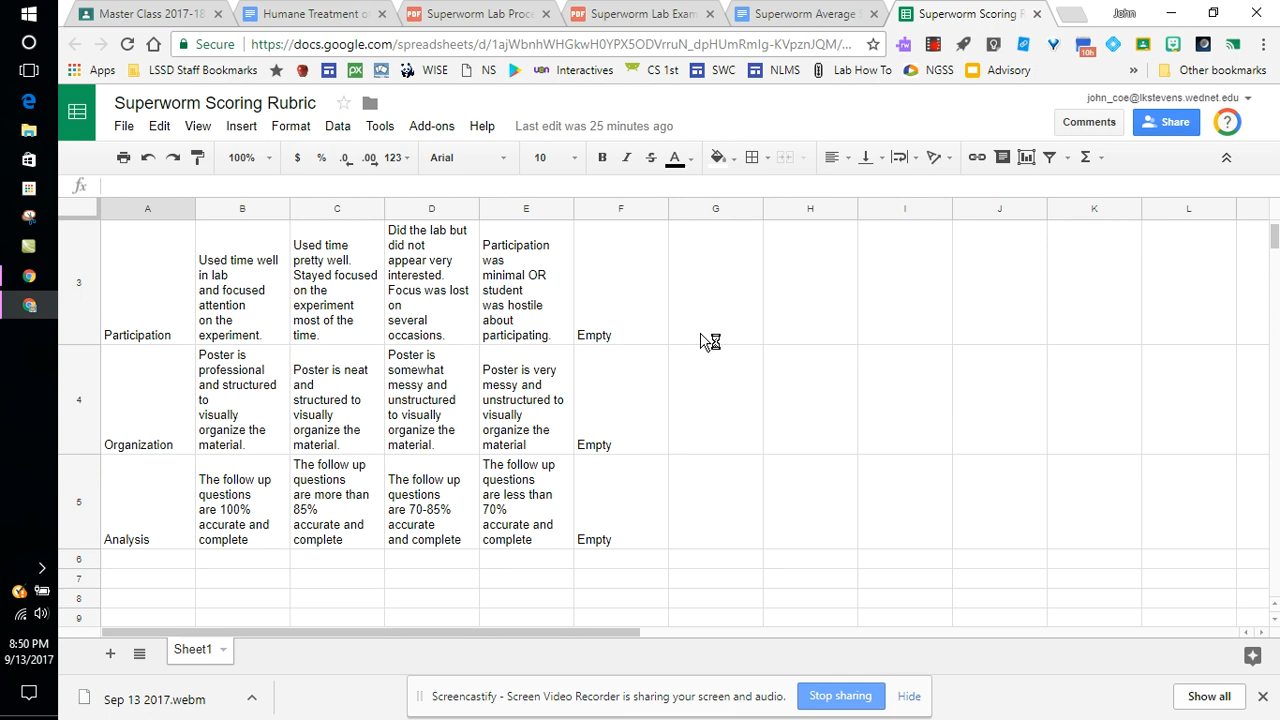 Master Class 2017-18
Humane Treatment of
Superworm Lab Proce
Superworm Lab Exam
Superworm Average S
Superworm Scoring R
John
Secure
https://docs.google.com/spreadsheets/d/1ajWbnhWHGkwH0YPX5ODVrruN_dpHUmRmIg-KVpznJQM/...
10h
Apps
LSSD Staff Bookmarks
WISE
NS
Interactives
CS 1st
SWC
NLMS
Lab How To
NGSS
Advisory
»
Other bookmarks
Superworm Scoring Rubric
john_coe@lkstevens.wednet.edu
File Edit View Insert Format Data Tools Add-ons Help
Last edit was 25 minutes ago
Comments
Share
?
100%
$ % .0 .00 123
Arial
10
B I S A
Σ
fx
A B C D E F G H I J K L
3
Participation
Used time well
in lab
and focused
attention
on the
experiment.
Used time
pretty well.
Stayed focused
on the
experiment
most of the
time.
Did the lab but
did not
appear very
interested.
Focus was lost
on
several
occasions.
Participation
was
minimal OR
student
was hostile
about
participating.
Empty
4
Organization
Poster is
professional
and structured
to
visually
organize the
material.
Poster is neat
and
structured to
visually
organize the
material.
Poster is
somewhat
messy and
unstructured
to visually
organize the
material.
Poster is very
messy and
unstructured to
visually
organize the
material
Empty
5
Analysis
The follow up
questions
are 100%
accurate and
complete
The follow up
questions
are more than
85%
accurate and
complete
The follow up
questions
are 70-85%
accurate
and complete
The follow up
questions
are less than
70%
accurate and
complete
Empty
6
7
8
9
Sheet1
8:50 PM
9/13/2017
Sep 13 2017.webm
Screencastify - Screen Video Recorder is sharing your screen and audio.
Stop sharing
Hide
Show all